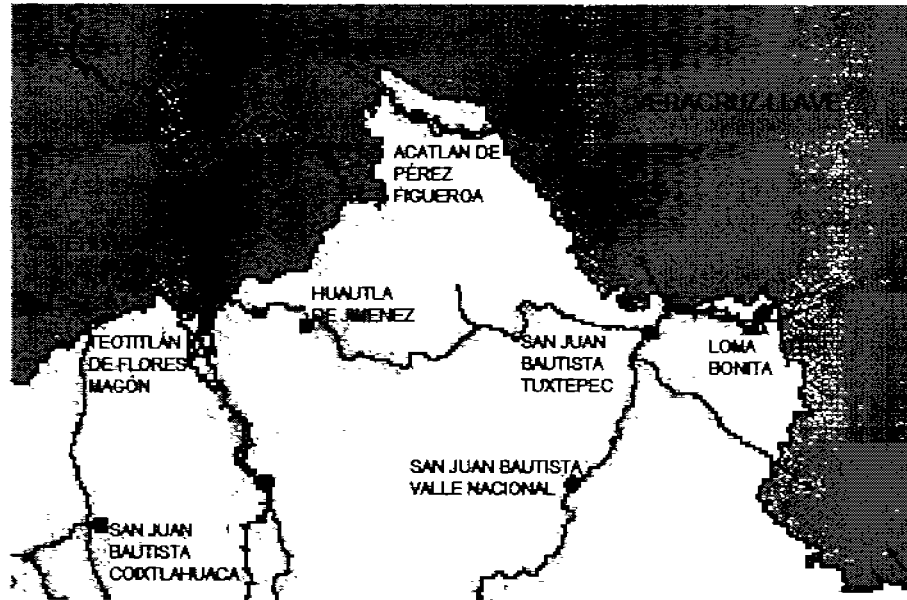 VERACRUZ-LLAVE
ACATLAN DE
PÉREZ
FIGUEROA
HUAUTLA
DE JIMENEZ
TEOTITLÁN
DE FLORES
MAGÓN
SAN JUAN
BAUTISTA
TUXTEPEC
LOMA
BONITA
SAN JUAN BAUTISTA
VALLE NACIONAL
SAN JUAN
BAUTISTA
COIXTLAHUACA